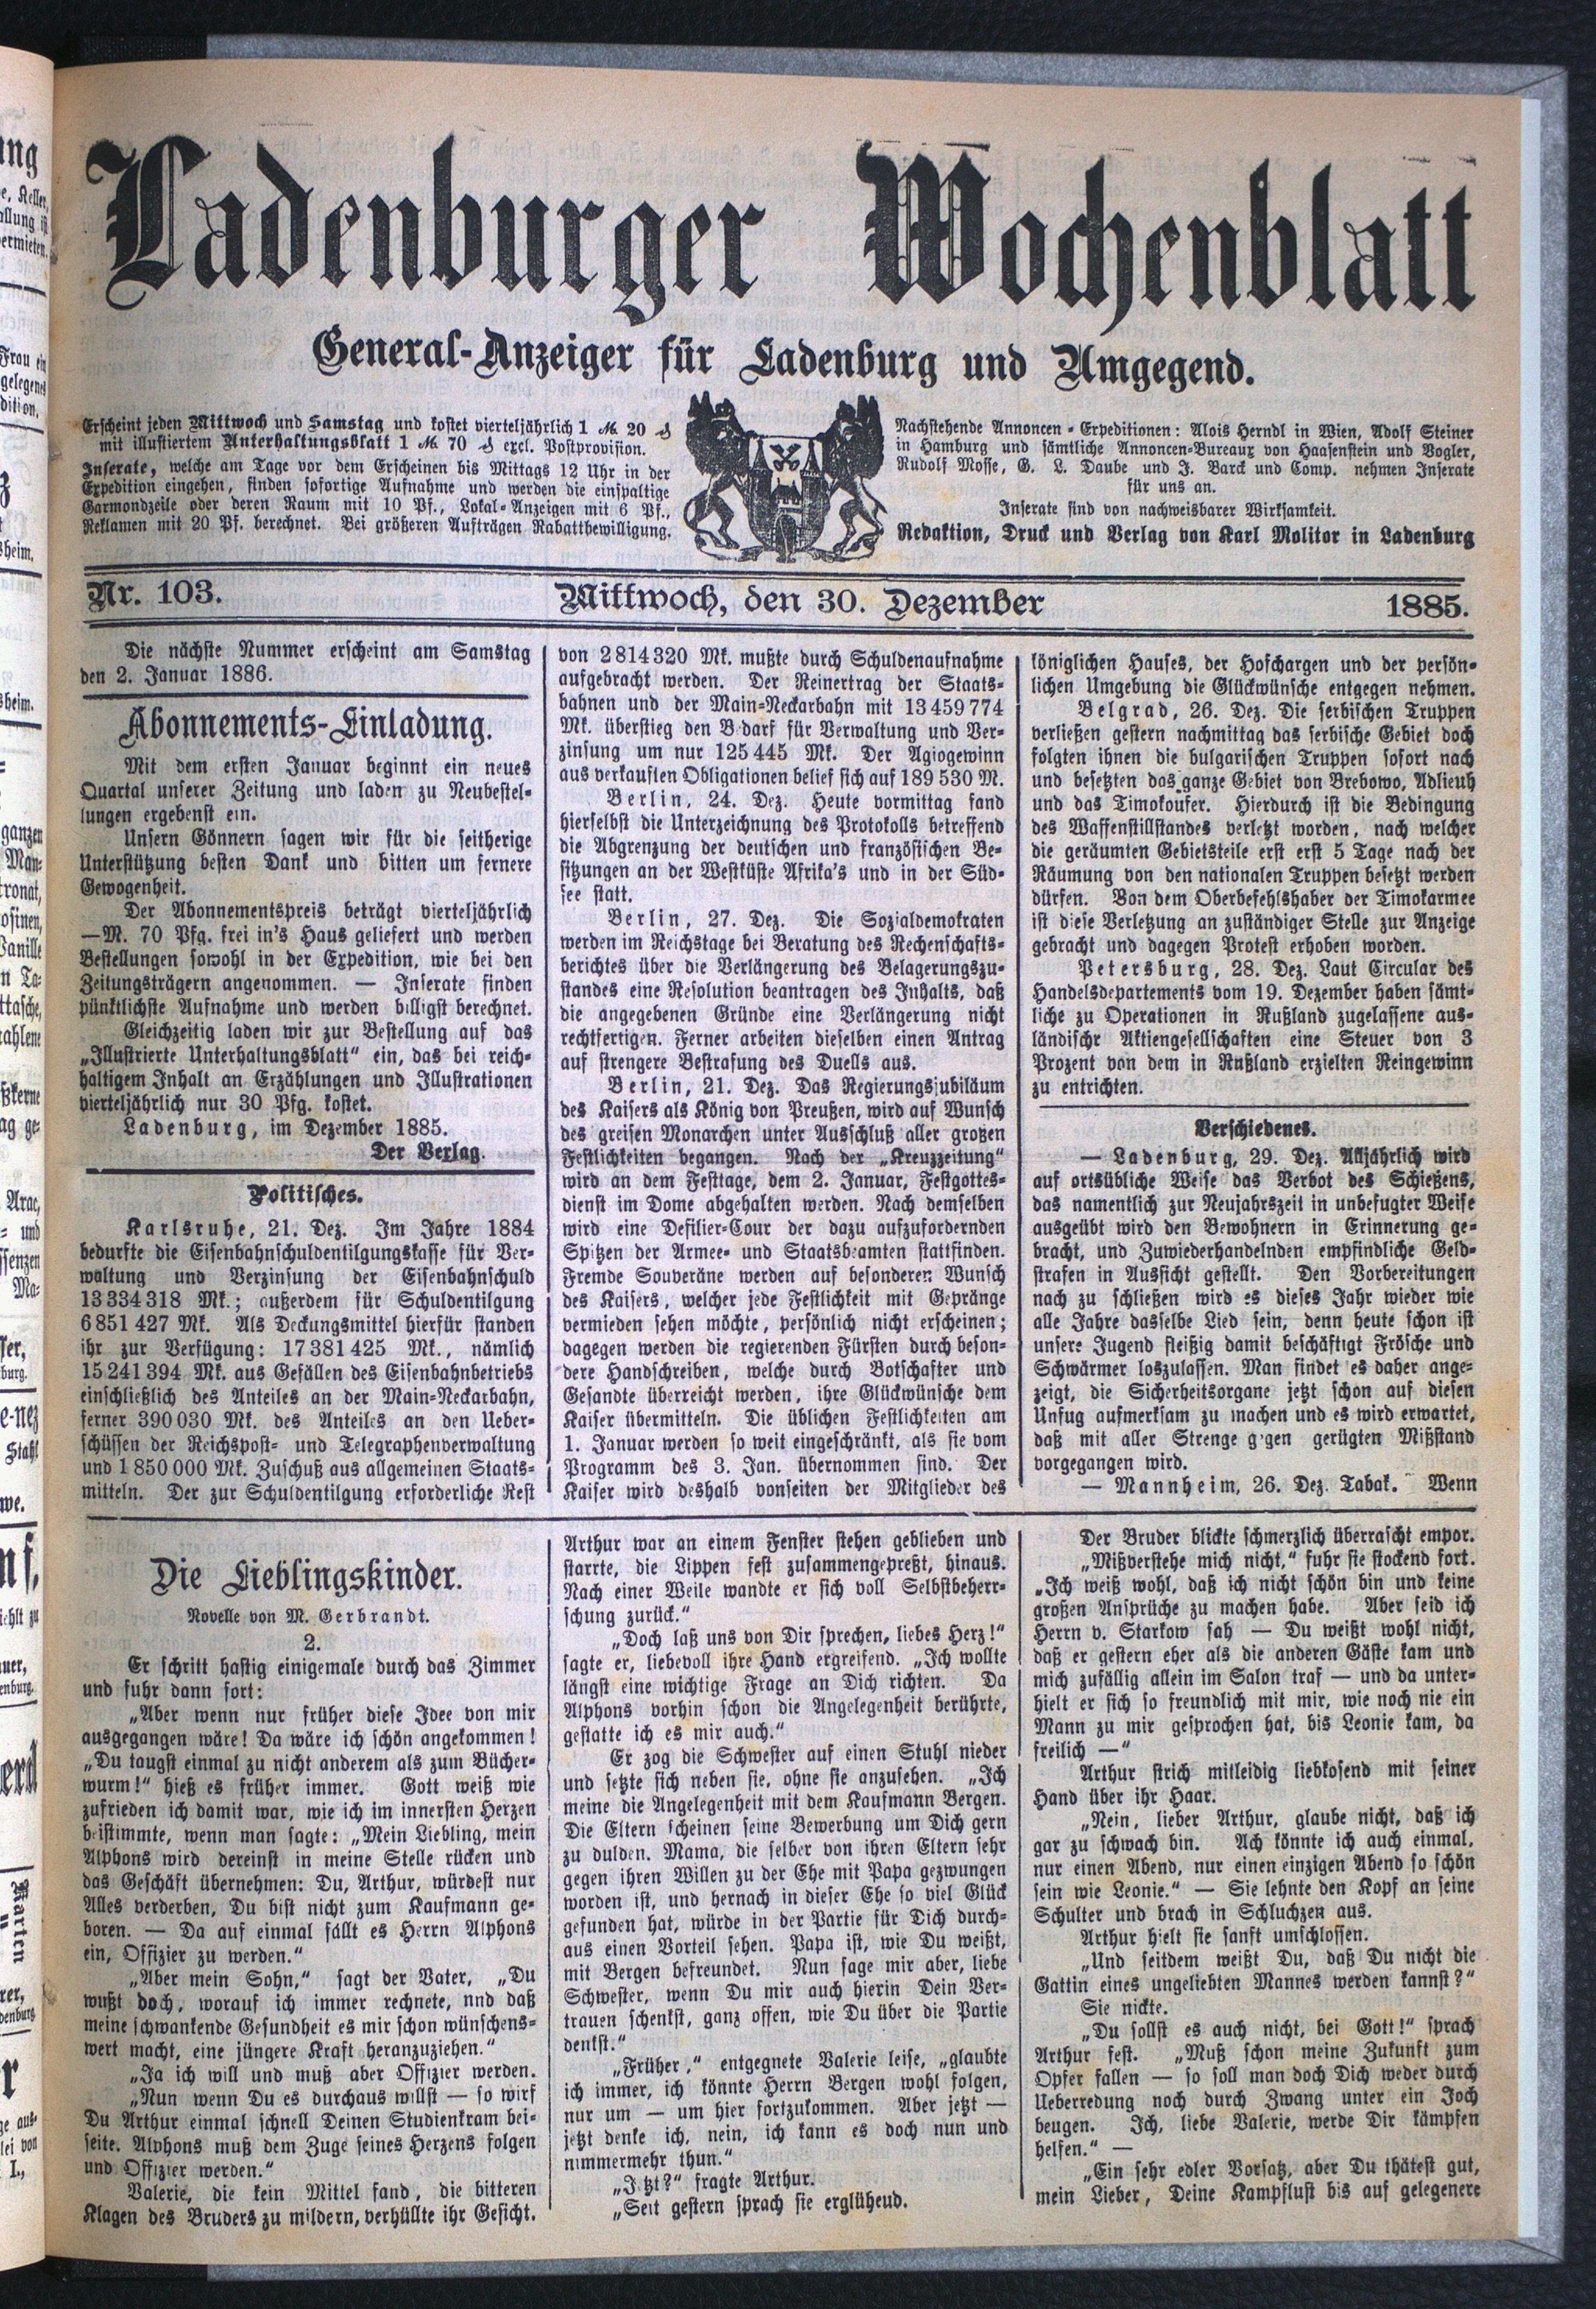 Ladenburger Wochenblatt
General-Anzeiger für Ladenburg und Umgegend.
Erscheint jeden Mittwoch und Samstag und kostet vierteljährlich 1 M. 20 ₰
mit illustriertem Unterhaltungsblatt 1 M. 70 ₰ excl. Postprovision.
Inserate, welche am Tage vor dem Erscheinen bis Mittags 12 Uhr in der
Expedition eingehen, finden sofortige Aufnahme und werden die einspaltige
Garmondzeile oder deren Raum mit 10 Pf., Lokal-Anzeigen mit 6 Pf.,
Reklamen mit 20 Pf. berechnet. Bei größeren Aufträgen Rabattbewilligung.
Nachstehende Annoncen-Expeditionen: Alois Herndl in Wien, Adolf Steiner
in Hamburg und sämtliche Annoncen-Bureaux von Haasenstein und Vogler,
Rudolf Mosse, G. L. Daube und J. Barck und Comp. nehmen Inserate
für uns an.
Inserate sind von nachweisbarer Wirksamkeit.
Redaktion, Druck und Verlag von Karl Molitor in Ladenburg
Nr. 103. Mittwoch, den 30. Dezember 1885.
Die nächste Nummer erscheint am Samstag
den 2. Januar 1886.
Abonnements-Einladung.
Mit dem ersten Januar beginnt ein neues
Quartal unserer Zeitung und laden zu Neubestel-
lungen ergebenst ein.
Unsern Gönnern sagen wir für die seitherige
Unterstützung besten Dank und bitten um fernere
Gewogenheit.
Der Abonnementspreis beträgt vierteljährlich
—M. 70 Pfg. frei in's Haus geliefert und werden
Bestellungen sowohl in der Expedition, wie bei den
Zeitungsträgern angenommen. — Inserate finden
pünktlichste Aufnahme und werden billigst berechnet.
Gleichzeitig laden wir zur Bestellung auf das
„Illustrierte Unterhaltungsblatt“ ein, das bei reich-
haltigem Inhalt an Erzählungen und Illustrationen
vierteljährlich nur 30 Pfg. kostet.
Ladenburg, im Dezember 1885.
Der Verlag.
Politisches.
Karlsruhe, 21. Dez. Im Jahre 1884
bedurfte die Eisenbahnschuldentilgungskasse für Ver-
waltung und Verzinsung der Eisenbahnschuld
13 334 318 Mk.; außerdem für Schuldentilgung
6 851 427 Mk. Als Deckungsmittel hierfür standen
ihr zur Verfügung: 17 381 425 Mk., nämlich
15 241 394 Mk. aus Gefällen des Eisenbahnbetriebs
einschließlich des Anteiles an der Main-Neckarbahn,
ferner 390 030 Mk. des Anteiles an den Ueber-
schüssen der Reichspost- und Telegraphenverwaltung
und 1 850 000 Mk. Zuschuß aus allgemeinen Staats-
mitteln. Der zur Schuldentilgung erforderliche Rest
von 2 814 320 Mk. mußte durch Schuldenaufnahme
aufgebracht werden. Der Reinertrag der Staats-
bahnen und der Main-Neckarbahn mit 13 459 774
Mk. überstieg den B darf für Verwaltung und Ver-
zinsung um nur 125 445 Mk. Der Agiogewinn
aus verkauften Obligationen belief sich auf 189 530 M.
Berlin, 24. Dez. Heute vormittag fand
hierselbst die Unterzeichnung des Protokolls betreffend
die Abgrenzung der deutschen und französischen Be-
sitzungen an der Westküste Afrika's und in der Süd-
see statt.
Berlin, 27. Dez. Die Sozialdemokraten
werden im Reichstage bei Beratung des Rechenschafts-
berichtes über die Verlängerung des Belagerungszu-
standes eine Resolution beantragen des Inhalts, daß
die angegebenen Gründe eine Verlängerung nicht
rechtfertigen. Ferner arbeiten dieselben einen Antrag
auf strengere Bestrafung des Duells aus.
Berlin, 21. Dez. Das Regierungsjubiläum
des Kaisers als König von Preußen, wird auf Wunsch
des greisen Monarchen unter Ausschluß aller großen
Festlichkeiten begangen. Nach der „Kreuzzeitung“
wird an dem Festtage, dem 2. Januar, Festgottes-
dienst im Dome abgehalten werden. Nach demselben
wird eine Defilier-Cour der dazu aufzufordernden
Spitzen der Armee- und Staatsbeamten stattfinden.
Fremde Souveräne werden auf besonderen Wunsch
des Kaisers, welcher jede Festlichkeit mit Gepränge
vermieden sehen möchte, persönlich nicht erscheinen;
dagegen werden die regierenden Fürsten durch beson-
dere Handschreiben, welche durch Botschafter und
Gesandte überreicht werden, ihre Glückwünsche dem
Kaiser übermitteln. Die üblichen Festlichkeiten am
1. Januar werden so weit eingeschränkt, als sie vom
Programm des 3. Jan. übernommen sind. Der
Kaiser wird deshalb vonseiten der Mitglieder des
königlichen Hauses, der Hofchargen und der persön-
lichen Umgebung die Glückwünsche entgegen nehmen.
Belgrad, 26. Dez. Die serbischen Truppen
verließen gestern nachmittag das serbische Gebiet doch
folgten ihnen die bulgarischen Truppen sofort nach
und besetzten das ganze Gebiet von Brebowo, Adlieuh
und das Timokoufer. Hierdurch ist die Bedingung
des Waffenstillstandes verletzt worden, nach welcher
die geräumten Gebietsteile erst erst 5 Tage nach der
Räumung von den nationalen Truppen besetzt werden
dürfen. Von dem Oberbefehlshaber der Timokarmee
ist diese Verletzung an zuständiger Stelle zur Anzeige
gebracht und dagegen Protest erhoben worden.
Petersburg, 28. Dez. Laut Circular des
Handelsdepartements vom 19. Dezember haben sämt-
liche zu Operationen in Rußland zugelassene aus-
ländischr Aktiengesellschaften eine Steuer von 3
Prozent von dem in Rußland erzielten Reingewinn
zu entrichten.
Verschiedenes.
— Ladenburg, 29. Dez. Alljährlich wird
auf ortsübliche Weise das Verbot des Schießens,
das namentlich zur Neujahrszeit in unbefugter Weise
ausgeübt wird den Bewohnern in Erinnerung ge-
bracht, und Zuwiederhandelnden empfindliche Geld-
strafen in Aussicht gestellt. Den Vorbereitungen
nach zu schließen wird es dieses Jahr wieder wie
alle Jahre dasselbe Lied sein, denn heute schon ist
unsere Jugend fleißig damit beschäftigt Frösche und
Schwärmer loszulassen. Man findet es daher ange-
zeigt, die Sicherheitsorgane jetzt schon auf diesen
Unfug aufmerksam zu machen und es wird erwartet,
daß mit aller Strenge g gen gerügten Mißstand
vorgegangen wird.
— Mannheim, 26. Dez. Tabak. Wenn
Die Lieblingskinder.
Novelle von M. Gerbrandt.
2.
Er schritt hastig einigemale durch das Zimmer
und fuhr dann fort:
„Aber wenn nur früher diese Idee von mir
ausgegangen wäre! Da wäre ich schön angekommen!
„Du taugst einmal zu nicht anderem als zum Bücher-
wurm!“ hieß es früher immer. Gott weiß wie
zufrieden ich damit war, wie ich im innersten Herzen
beistimmte, wenn man sagte: „Mein Liebling, mein
Alphons wird dereinst in meine Stelle rücken und
das Geschäft übernehmen: Du, Arthur, würdest nur
Alles verderben, Du bist nicht zum Kaufmann ge-
boren. — Da auf einmal fällt es Herrn Alphons
ein, Offizier zu werden.“
„Aber mein Sohn,“ sagt der Vater, „Du
wußt doch, worauf ich immer rechnete, nnd daß
meine schwankende Gesundheit es mir schon wünschens-
wert macht, eine jüngere Kraft heranzuziehen.“
„Ja ich will und muß aber Offizier werden.
„Nun wenn Du es durchaus willst — so wirf
Du Arthur einmal schnell Deinen Studienkram bei-
seite. Alphons muß dem Zuge seines Herzens folgen
und Offizier werden.“
Valerie, die kein Mittel fand, die bitteren
Klagen des Bruders zu mildern, verhüllte ihr Gesicht.
Arthur war an einem Fenster stehen geblieben und
starrte, die Lippen fest zusammengepreßt, hinaus.
Nach einer Weile wandte er sich voll Selbstbeherr-
schung zurück.“
„Doch laß uns von Dir sprechen, liebes Herz!“
sagte er, liebevoll ihre Hand ergreifend. „Ich wollte
längst eine wichtige Frage an Dich richten. Da
Alphons vorhin schon die Angelegenheit berührte,
gestatte ich es mir auch.“
Er zog die Schwester auf einen Stuhl nieder
und setzte sich neben sie, ohne sie anzusehen. „Ich
meine die Angelegenheit mit dem Kaufmann Bergen.
Die Eltern scheinen seine Bewerbung um Dich gern
zu dulden. Mama, die selber von ihren Eltern sehr
gegen ihren Willen zu der Ehe mit Papa gezwungen
worden ist, und hernach in dieser Ehe so viel Glück
gefunden hat, würde in der Partie für Dich durch-
aus einen Vorteil sehen. Papa ist, wie Du weißt,
mit Bergen befreundet. Nun sage mir aber, liebe
Schwester, wenn Du mir auch hierin Dein Ver-
trauen schenkst, ganz offen, wie Du über die Partie
denkst.“
„Früher,“ entgegnete Valerie leise, „glaubte
ich immer, ich könnte Herrn Bergen wohl folgen,
nur um — um hier fortzukommen. Aber jetzt —
jetzt denke ich, nein, ich kann es doch nun und
nimmermehr thun.“
„J tzt?“ fragte Arthur.
„Seit gestern sprach sie erglühend.
Der Bruder blickte schmerzlich überrascht empor.
„Mißverstehe mich nicht,“ fuhr sie stockend fort.
„Ich weiß wohl, daß ich nicht schön bin und keine
großen Ansprüche zu machen habe. Aber seid ich
Herrn v. Starkow sah — Du weißt wohl nicht,
daß er gestern eher als die anderen Gäste kam und
mich zufällig allein im Salon traf — und da unter-
hielt er sich so freundlich mit mir, wie noch nie ein
Mann zu mir gesprochen hat, bis Leonie kam, da
freilich —“
Arthur strich mitleidig liebkosend mit seiner
Hand über ihr Haar.
„Nein, lieber Arthur, glaube nicht, daß ich
gar zu schwach bin. Ach könnte ich auch einmal,
nur einen Abend, nur einen einzigen Abend so schön
sein wie Leonie.“ — Sie lehnte den Kopf an seine
Schulter und brach in Schluchzen aus.
Arthur hielt sie sanft umschlossen.
„Und seitdem weißt Du, daß Du nicht die
Gattin eines ungeliebten Mannes werden kannst?“
Sie nickte.
„Du sollst es auch nicht, bei Gott!“ sprach
Arthur fest. „Muß schon meine Zukunft zum
Opfer fallen — so soll man doch Dich weder durch
Ueberredung noch durch Zwang unter ein Joch
beugen. Ich, liebe Valerie, werde Dir kämpfen
helfen.“ —
„Ein sehr edler Vorsatz, aber Du thätest gut,
mein Lieber, Deine Kampflust bis auf gelegenere